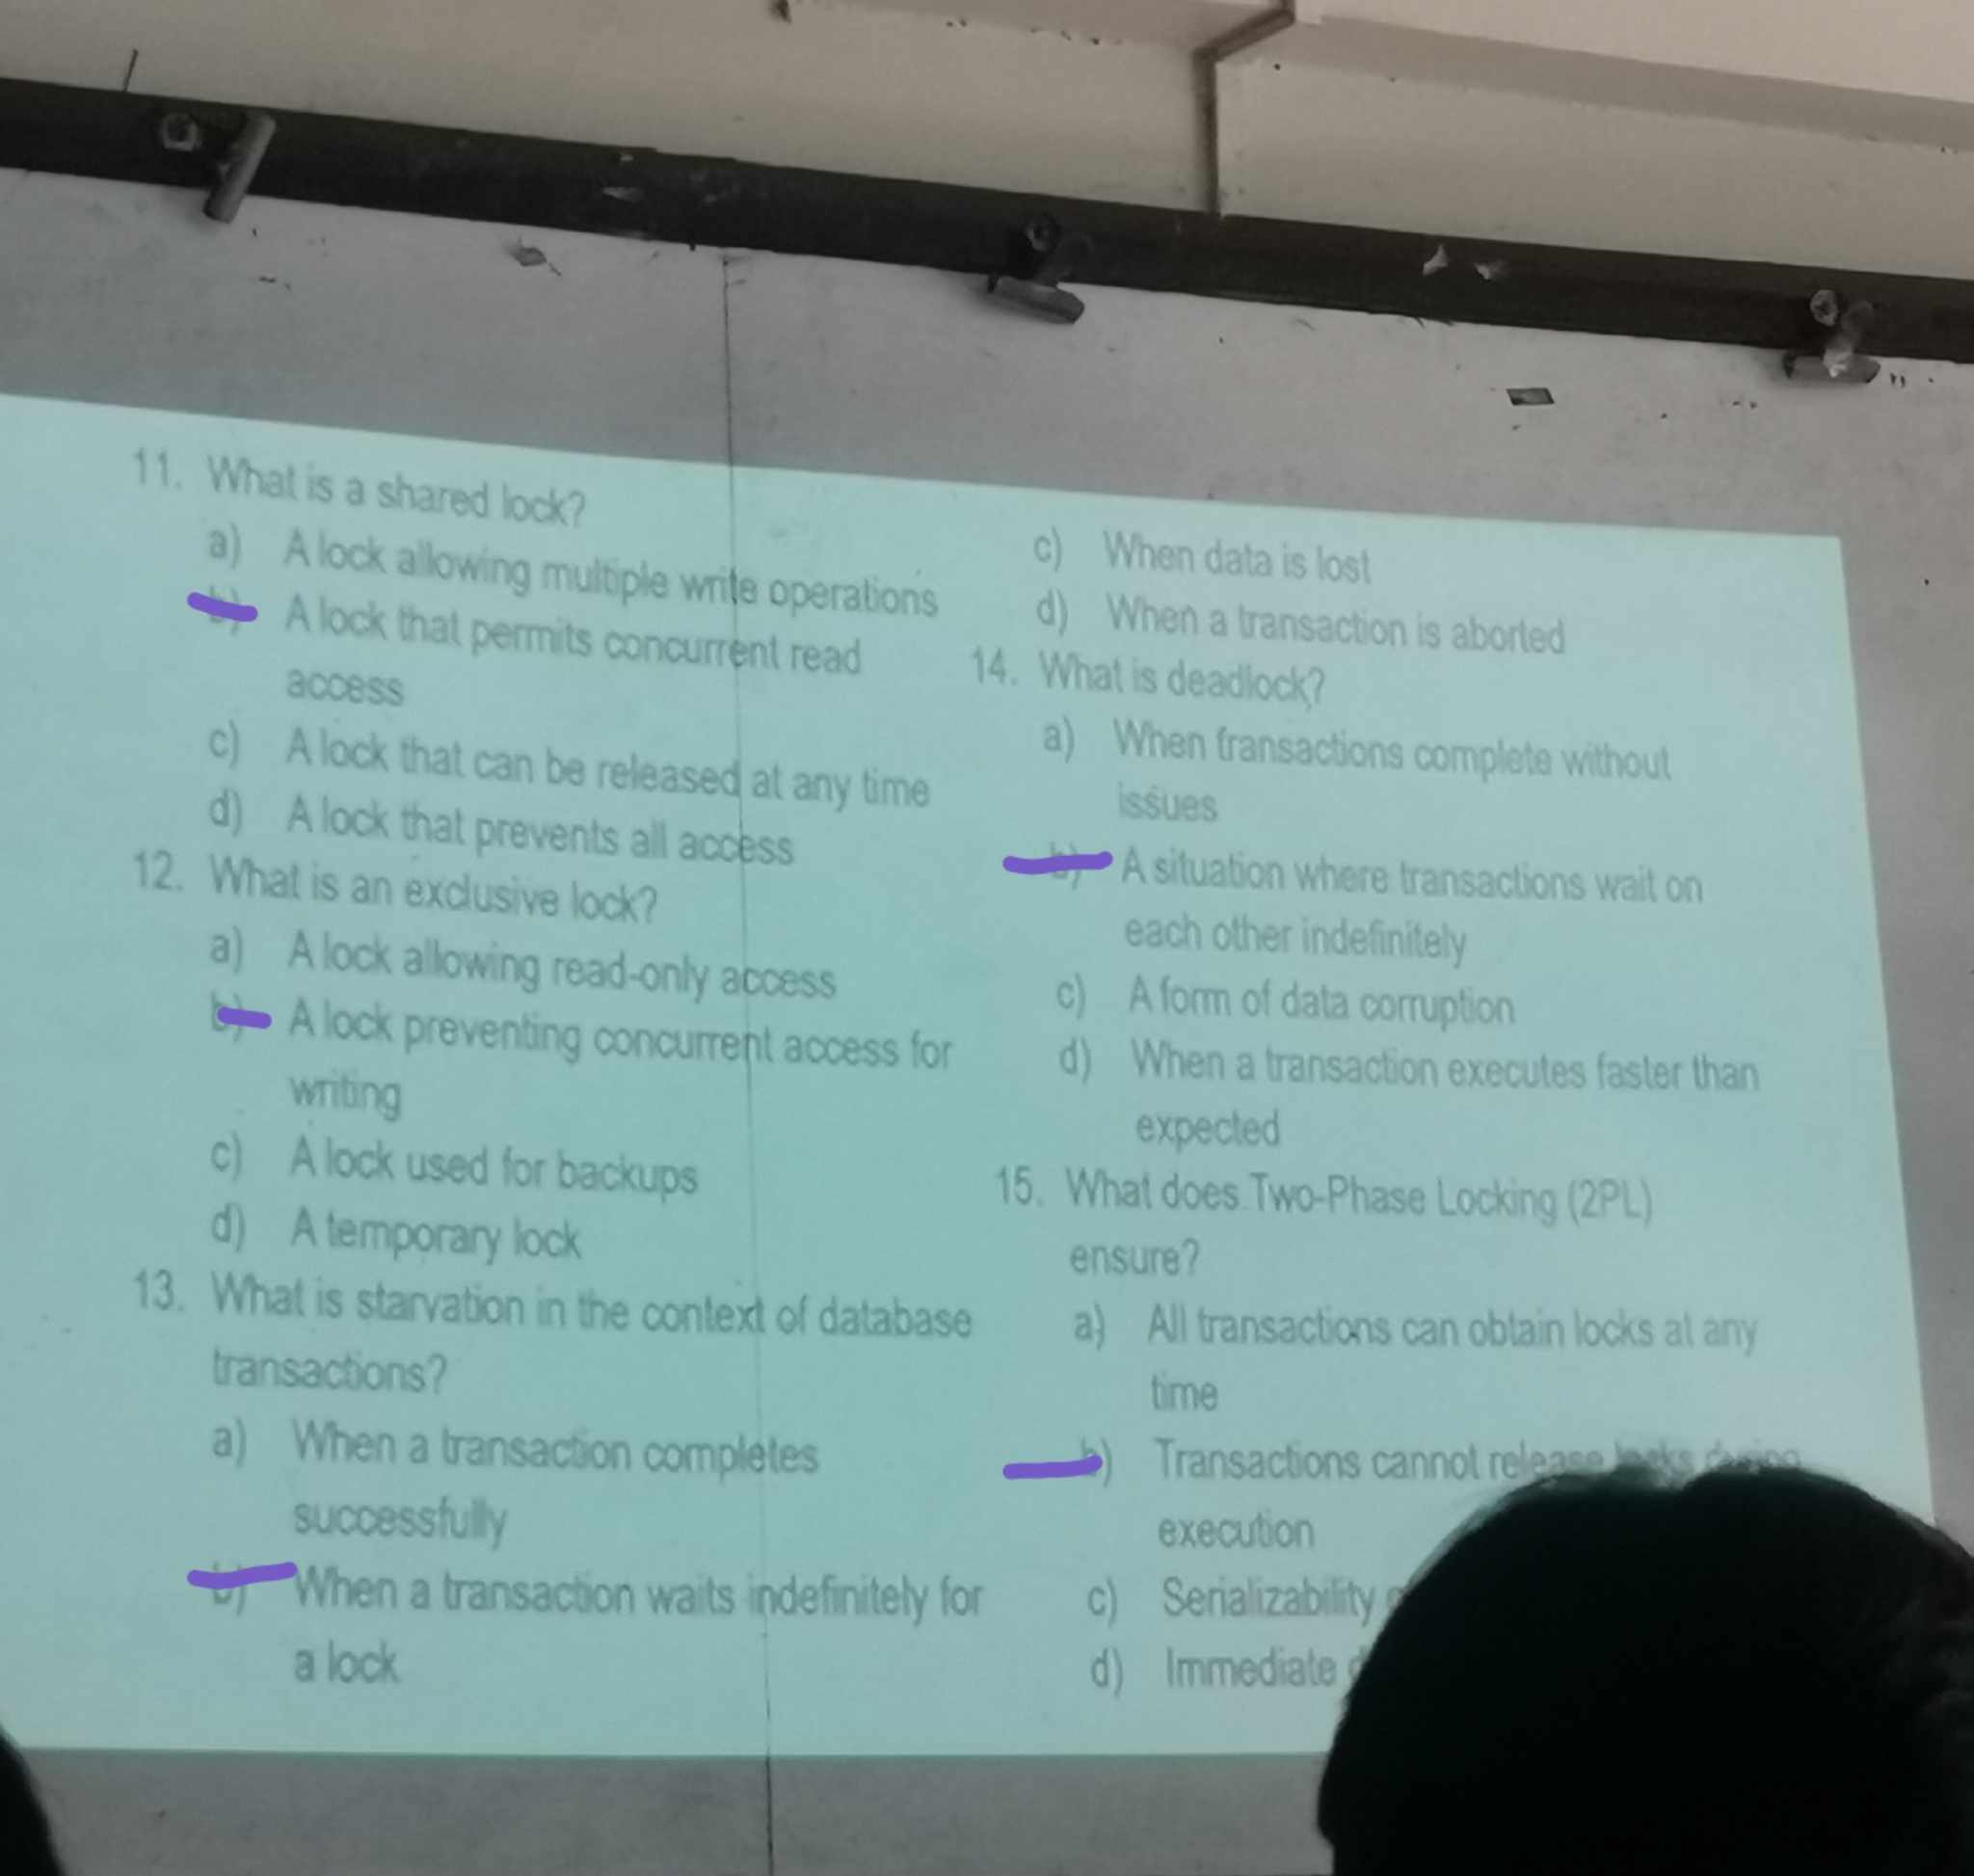 11. What is a shared lock?
a) A lock allowing multiple write operations
b) A lock that permits concurrent read
access
c) A lock that can be released at any time
d) A lock that prevents all access
12. What is an exclusive lock?
a) A lock allowing read-only access
b) A lock preventing concurrent access for
writing
c) A lock used for backups
d) A temporary lock
13. What is starvation in the context of database
transactions?
a) When a transaction completes
successfully
b) When a transaction waits indefinitely for
a lock
c) When data is lost
d) When a transaction is aborted
14. What is deadlock?
a) When transactions complete without
issues
b) A situation where transactions wait on
each other indefinitely
c) A form of data corruption
d) When a transaction executes faster than
expected
15. What does Two-Phase Locking (2PL)
ensure?
a) All transactions can obtain locks at any
time
b) Transactions cannot release locks during
execution
c) Serializability
d) Immediate